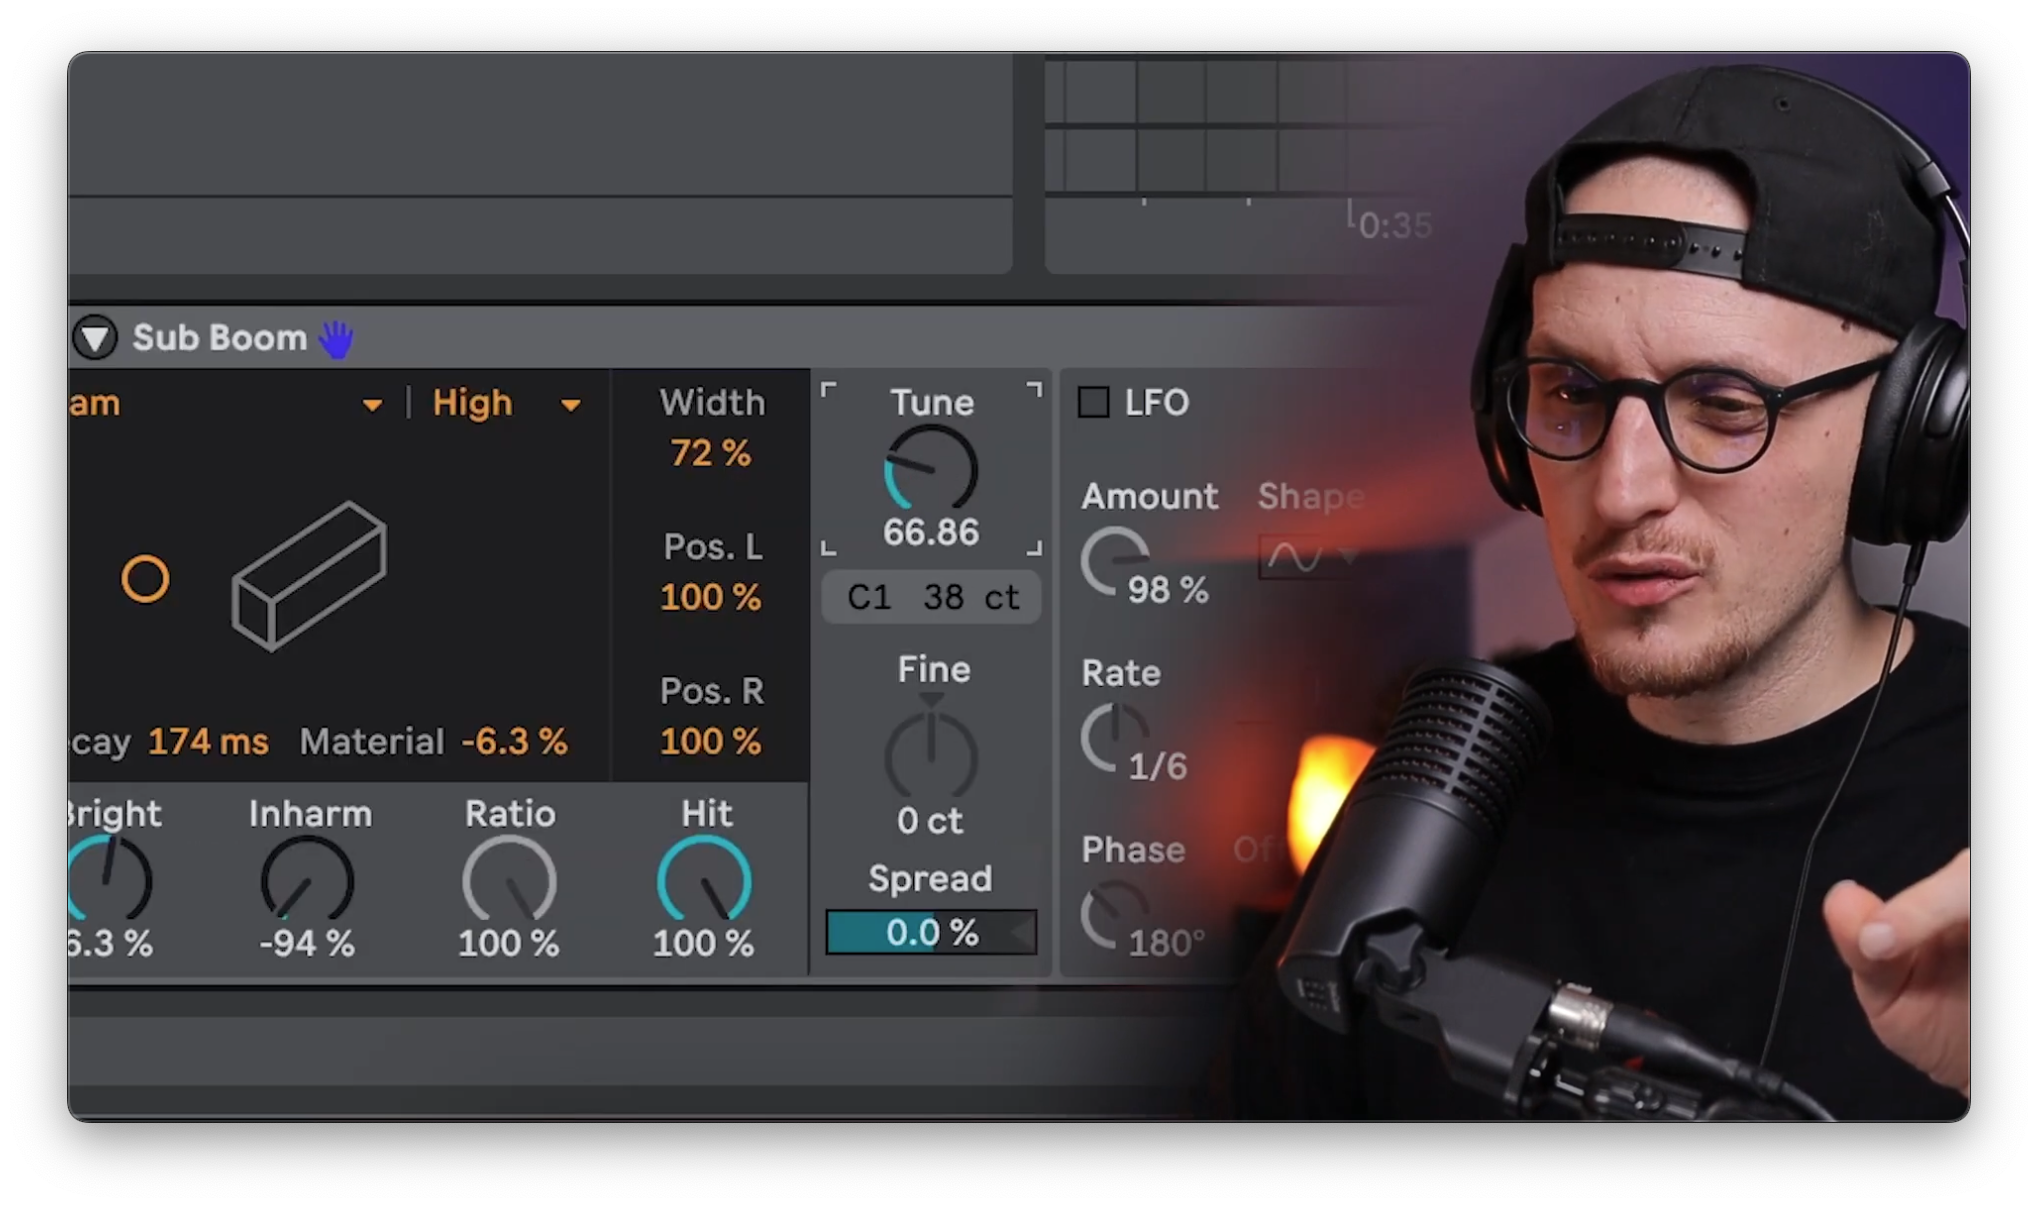 0:35
Sub Boom
am High
Width
72 %
Pos. L
100 %
Pos. R
100 %
cay 174 ms Material -6.3 %
Bright Inharm Ratio Hit
6.3 % -94 % 100 % 100 %
Tune
66.86
C1 38 ct
Fine
0 ct
Spread
0.0 %
LFO
Amount Shape
98 %
Rate
1/6
Phase Of
180°